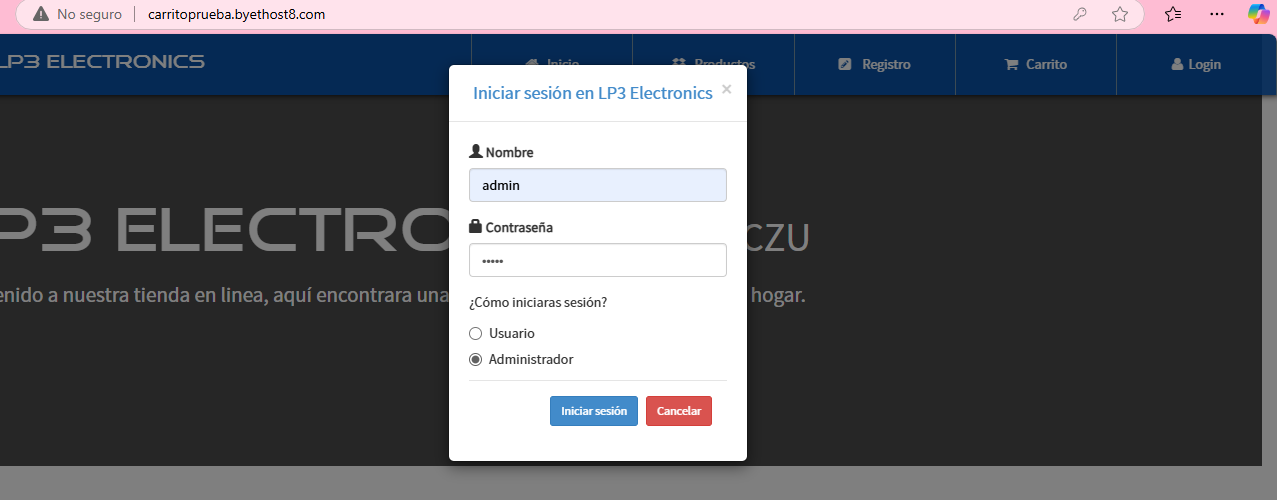 No seguro carritoprueba.byethost8.com
LP3 ELECTRONICS Inicio Productos Registro Carrito Login
Iniciar sesión en LP3 Electronics ×
Nombre
admin
P3 ELECTRO CZU
Contraseña
•••••
enido a nuestra tienda en linea, aquí encontrara una hogar.
¿Cómo iniciaras sesión?
Usuario
Administrador
Iniciar sesión Cancelar